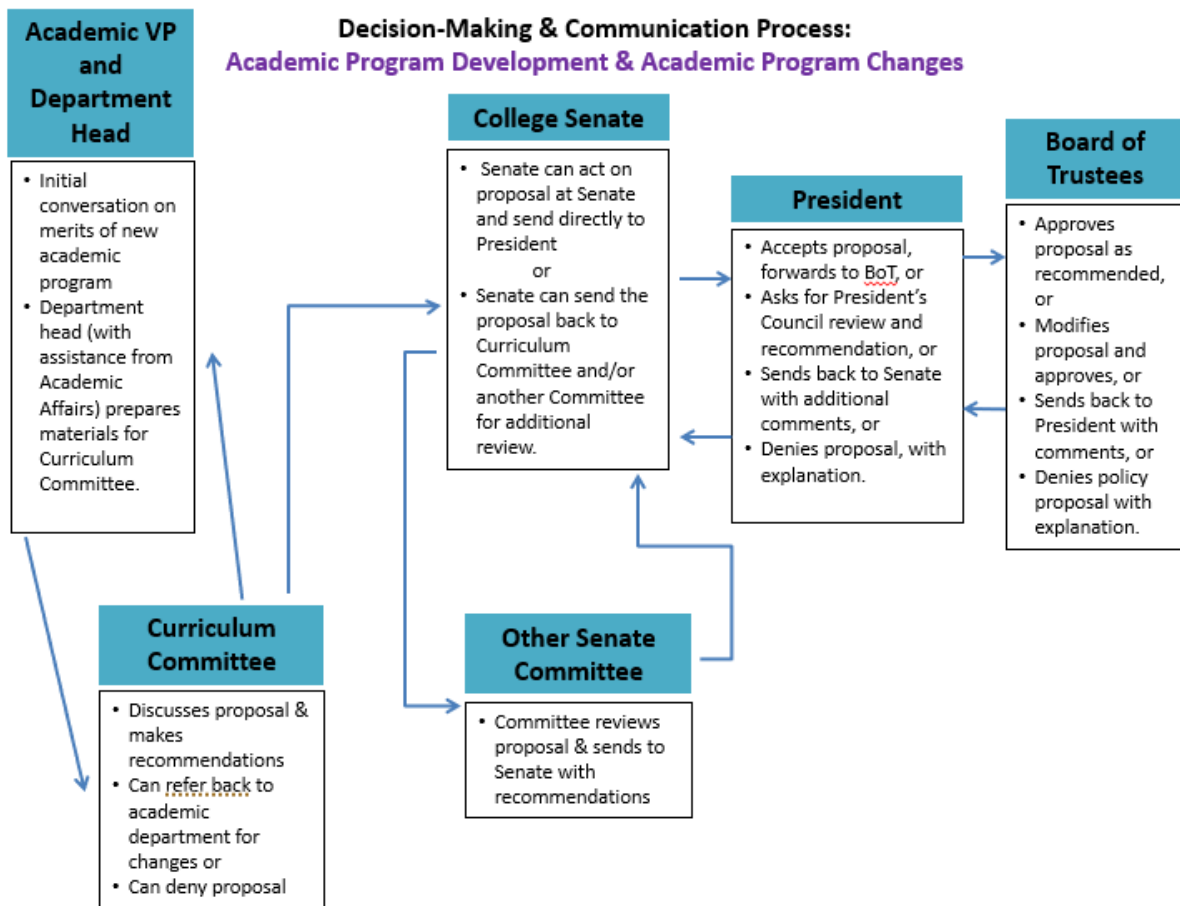 Decision-Making & Communication Process:
Academic Program Development & Academic Program Changes
Academic VP
and
Department
Head
• Initial
conversation on
merits of new
academic
program
• Department
head (with
assistance from
Academic
Affairs) prepares
materials for
Curriculum
Committee.
Curriculum
Committee
• Discusses proposal &
makes
recommendations
• Can refer back to
academic
department for
changes or
• Can deny proposal
College Senate
• Senate can act on
proposal at Senate
and send directly to
President
or
• Senate can send the
proposal back to
Curriculum
Committee and/or
another Committee
for additional
review.
Other Senate
Committee
• Committee reviews
proposal & sends to
Senate with
recommendations
President
• Accepts proposal,
forwards to BoT, or
• Asks for President's
Council review and
recommendation, or
• Sends back to Senate
with additional
comments, or
• Denies proposal, with
explanation.
Board of
Trustees
• Approves
proposal as
recommended,
or
• Modifies
proposal and
approves, or
• Sends back to
President with
comments, or
• Denies policy
proposal with
explanation.